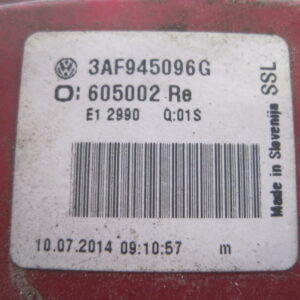 3AF945096G
O: 605002 Re
E1 2990 Q:01S
10.07.2014 09:10:57 m
Made in Slovenija
SSL